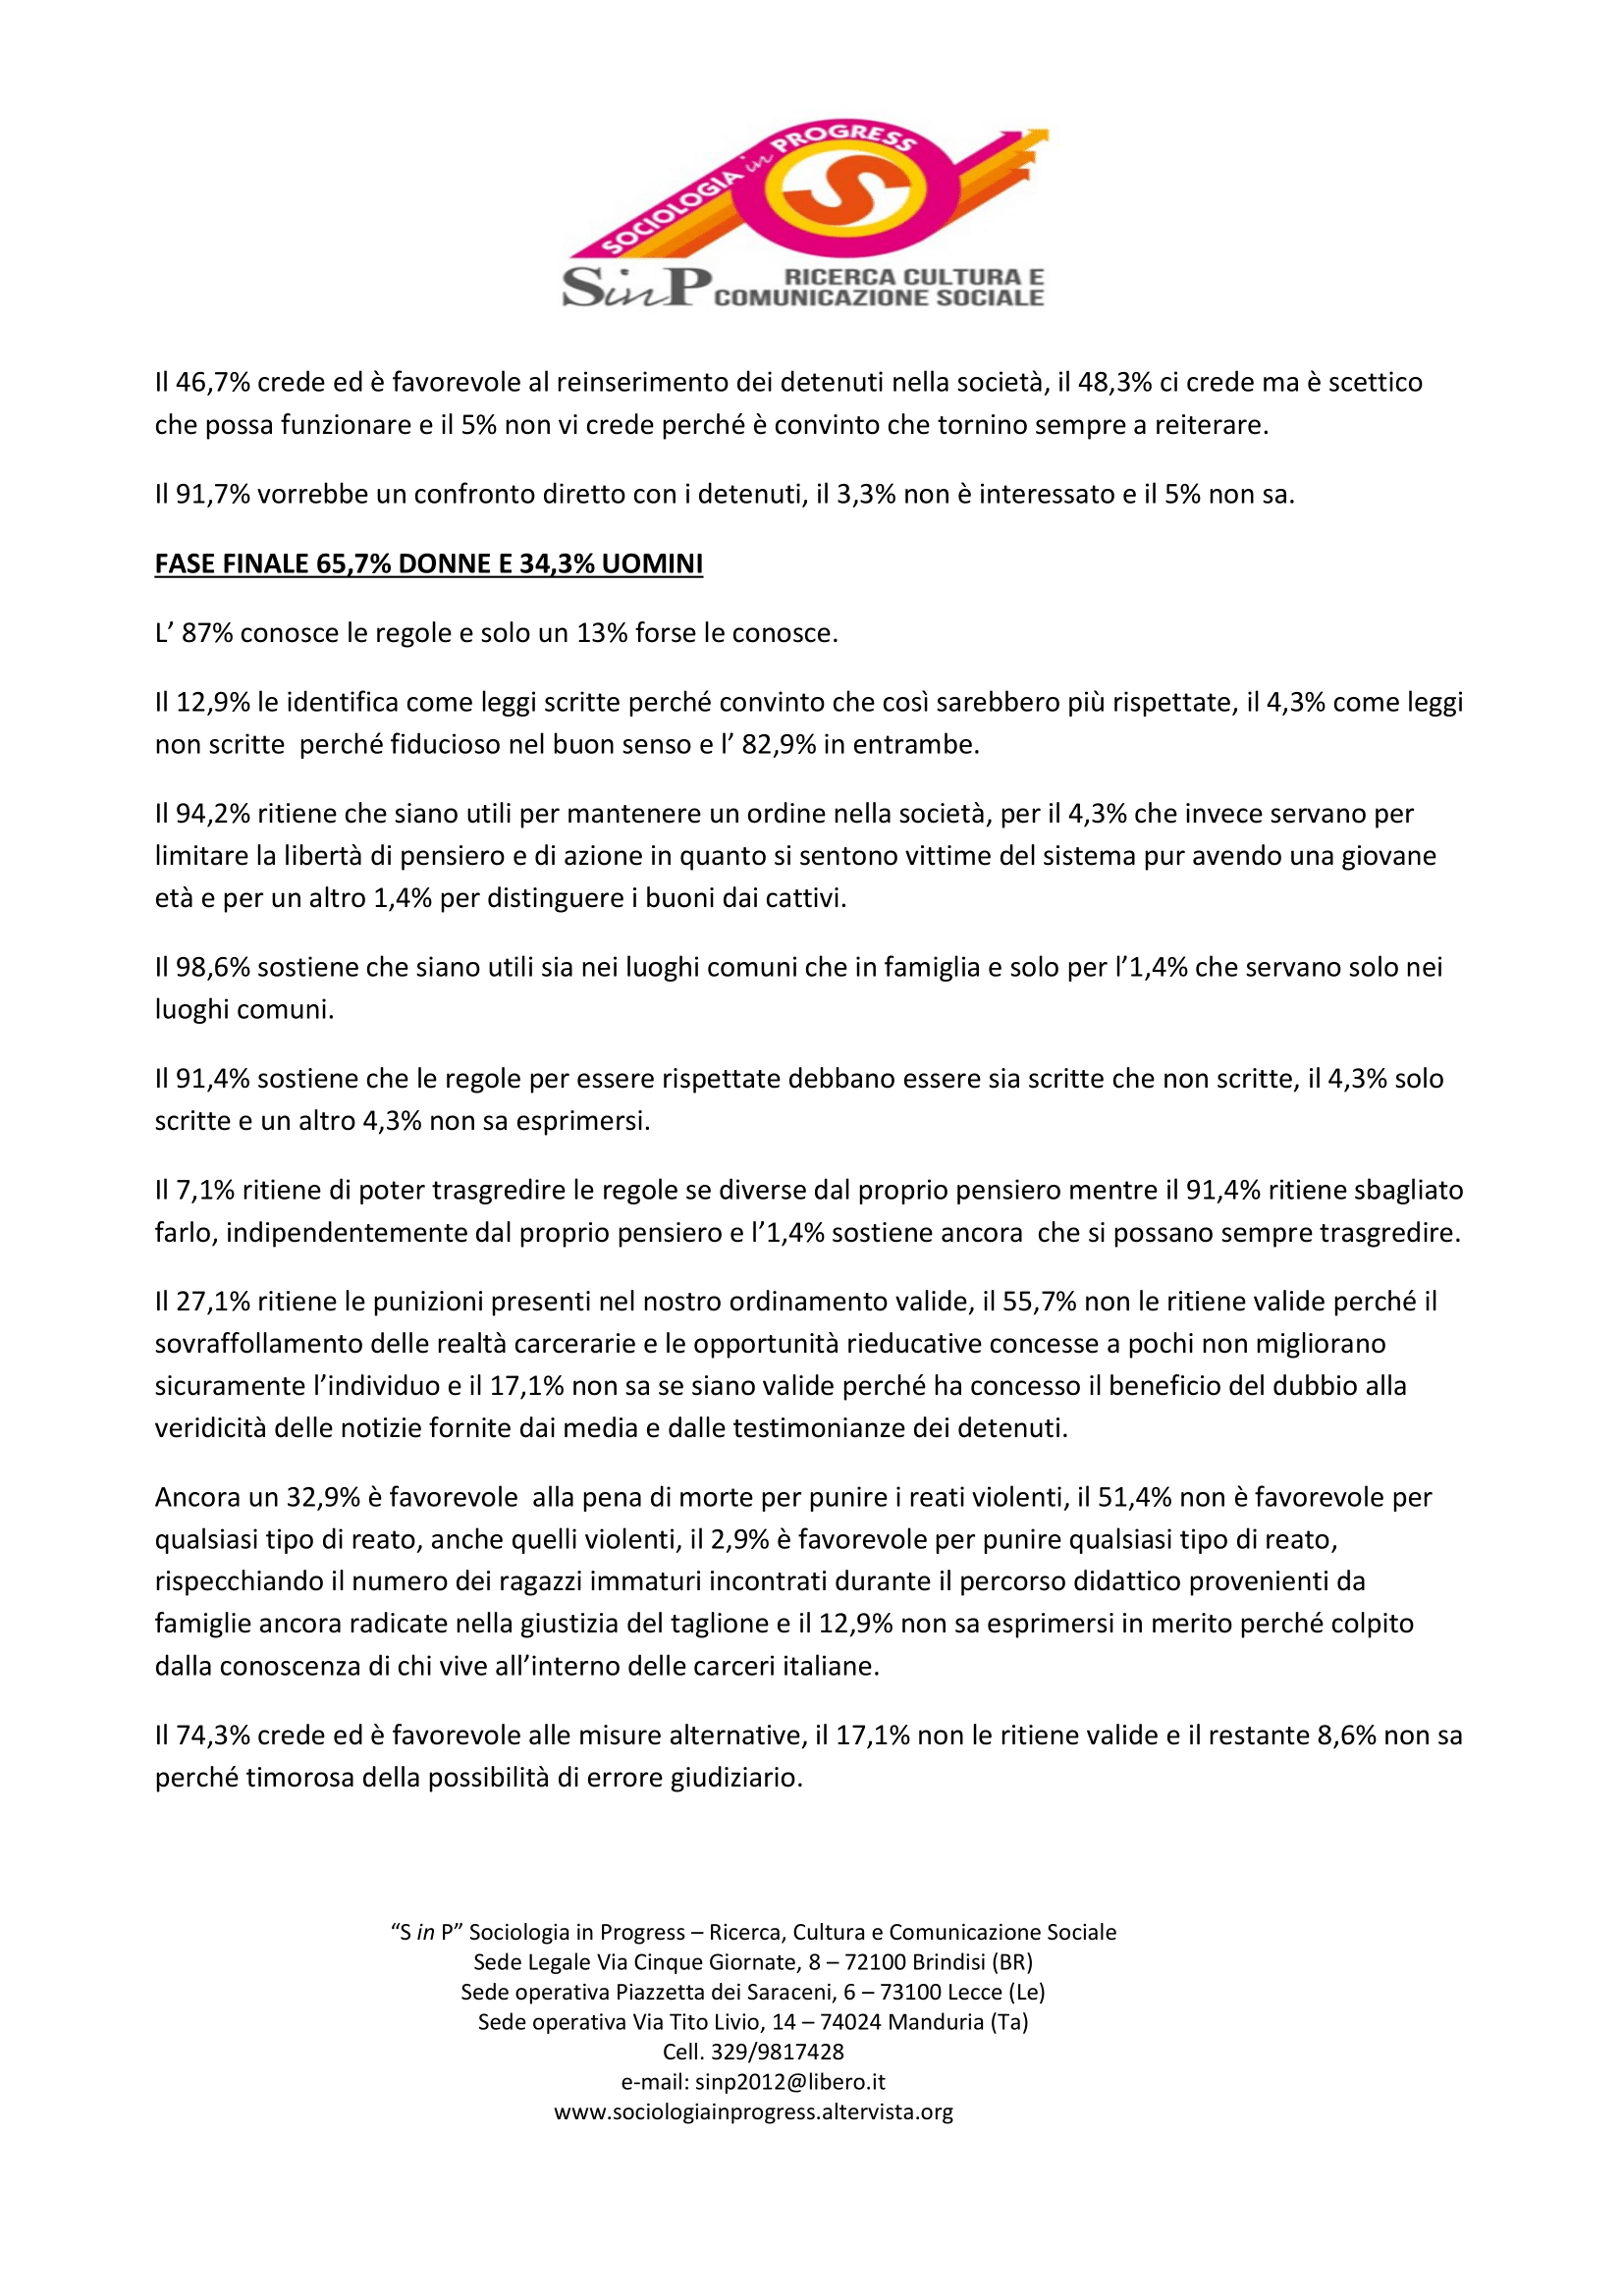 SOCIOLOGIA in PROGRESS
S
SinP RICERCA CULTURA E
COMUNICAZIONE SOCIALE
Il 46,7% crede ed è favorevole al reinserimento dei detenuti nella società, il 48,3% ci crede ma è scettico
che possa funzionare e il 5% non vi crede perché è convinto che tornino sempre a reiterare.
Il 91,7% vorrebbe un confronto diretto con i detenuti, il 3,3% non è interessato e il 5% non sa.
FASE FINALE 65,7% DONNE E 34,3% UOMINI
L’ 87% conosce le regole e solo un 13% forse le conosce.
Il 12,9% le identifica come leggi scritte perché convinto che così sarebbero più rispettate, il 4,3% come leggi
non scritte  perché fiducioso nel buon senso e l’ 82,9% in entrambe.
Il 94,2% ritiene che siano utili per mantenere un ordine nella società, per il 4,3% che invece servano per
limitare la libertà di pensiero e di azione in quanto si sentono vittime del sistema pur avendo una giovane
età e per un altro 1,4% per distinguere i buoni dai cattivi.
Il 98,6% sostiene che siano utili sia nei luoghi comuni che in famiglia e solo per l’1,4% che servano solo nei
luoghi comuni.
Il 91,4% sostiene che le regole per essere rispettate debbano essere sia scritte che non scritte, il 4,3% solo
scritte e un altro 4,3% non sa esprimersi.
Il 7,1% ritiene di poter trasgredire le regole se diverse dal proprio pensiero mentre il 91,4% ritiene sbagliato
farlo, indipendentemente dal proprio pensiero e l’1,4% sostiene ancora  che si possano sempre trasgredire.
Il 27,1% ritiene le punizioni presenti nel nostro ordinamento valide, il 55,7% non le ritiene valide perché il
sovraffollamento delle realtà carcerarie e le opportunità rieducative concesse a pochi non migliorano
sicuramente l’individuo e il 17,1% non sa se siano valide perché ha concesso il beneficio del dubbio alla
veridicità delle notizie fornite dai media e dalle testimonianze dei detenuti.
Ancora un 32,9% è favorevole  alla pena di morte per punire i reati violenti, il 51,4% non è favorevole per
qualsiasi tipo di reato, anche quelli violenti, il 2,9% è favorevole per punire qualsiasi tipo di reato,
rispecchiando il numero dei ragazzi immaturi incontrati durante il percorso didattico provenienti da
famiglie ancora radicate nella giustizia del taglione e il 12,9% non sa esprimersi in merito perché colpito
dalla conoscenza di chi vive all’interno delle carceri italiane.
Il 74,3% crede ed è favorevole alle misure alternative, il 17,1% non le ritiene valide e il restante 8,6% non sa
perché timorosa della possibilità di errore giudiziario.
“S in P” Sociologia in Progress – Ricerca, Cultura e Comunicazione Sociale
Sede Legale Via Cinque Giornate, 8 – 72100 Brindisi (BR)
Sede operativa Piazzetta dei Saraceni, 6 – 73100 Lecce (Le)
Sede operativa Via Tito Livio, 14 – 74024 Manduria (Ta)
Cell. 329/9817428
e-mail: sinp2012@libero.it
www.sociologiainprogress.altervista.org